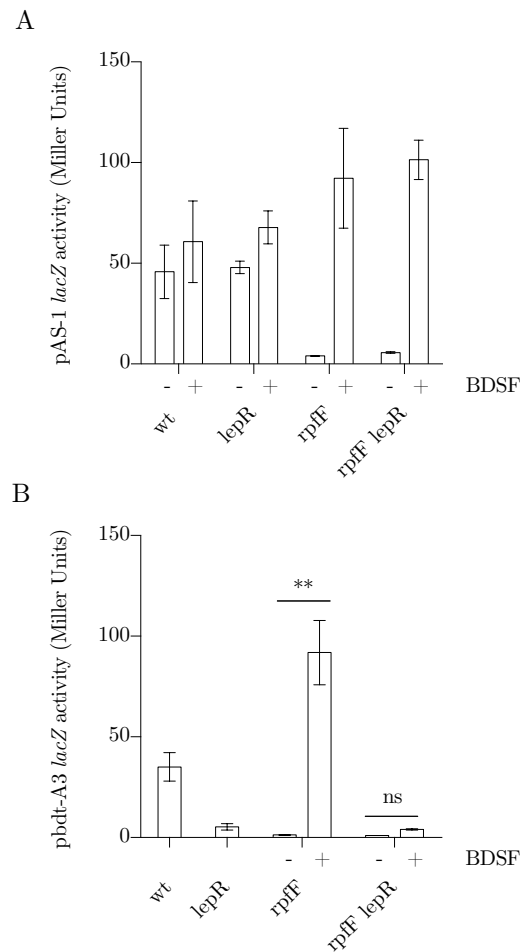 A
pAS-1 lacZ activity (Miller Units)
150
100
50
0
- + - + - + - + BDSF
wt lepR rpfF rpfF lepR
B
pbdt-A3 lacZ activity (Miller Units)
150
100
50
0
**
ns
- + - + BDSF
wt lepR rpfF rpfF lepR